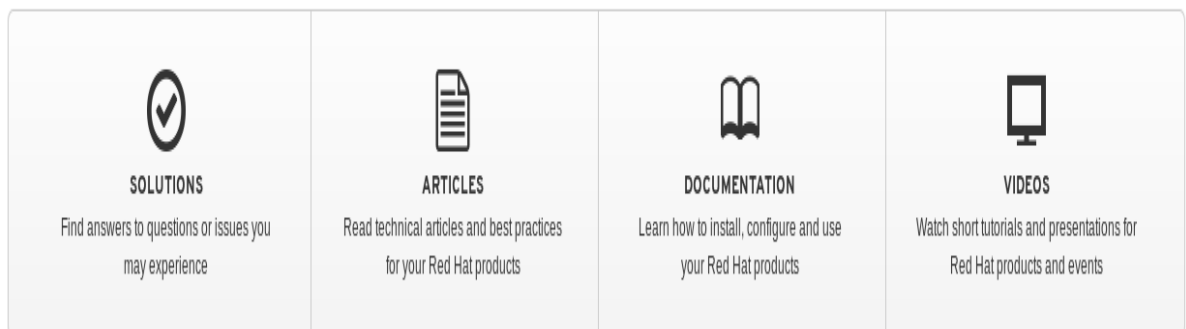 SOLUTIONS
Find answers to questions or issues you
may experience
ARTICLES
Read technical articles and best practices
for your Red Hat products
DOCUMENTATION
Learn how to install, configure and use
your Red Hat products
VIDEOS
Watch short tutorials and presentations for
Red Hat products and events